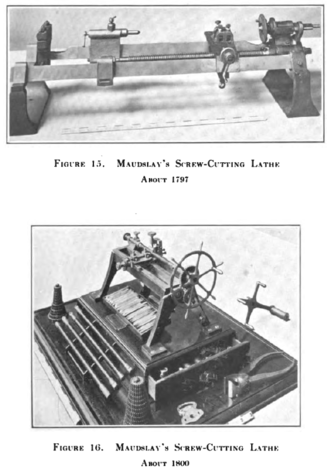 Figure 15. Maudslay's Screw-Cutting Lathe
About 1797
Figure 16. Maudslay's Screw-Cutting Lathe
About 1800